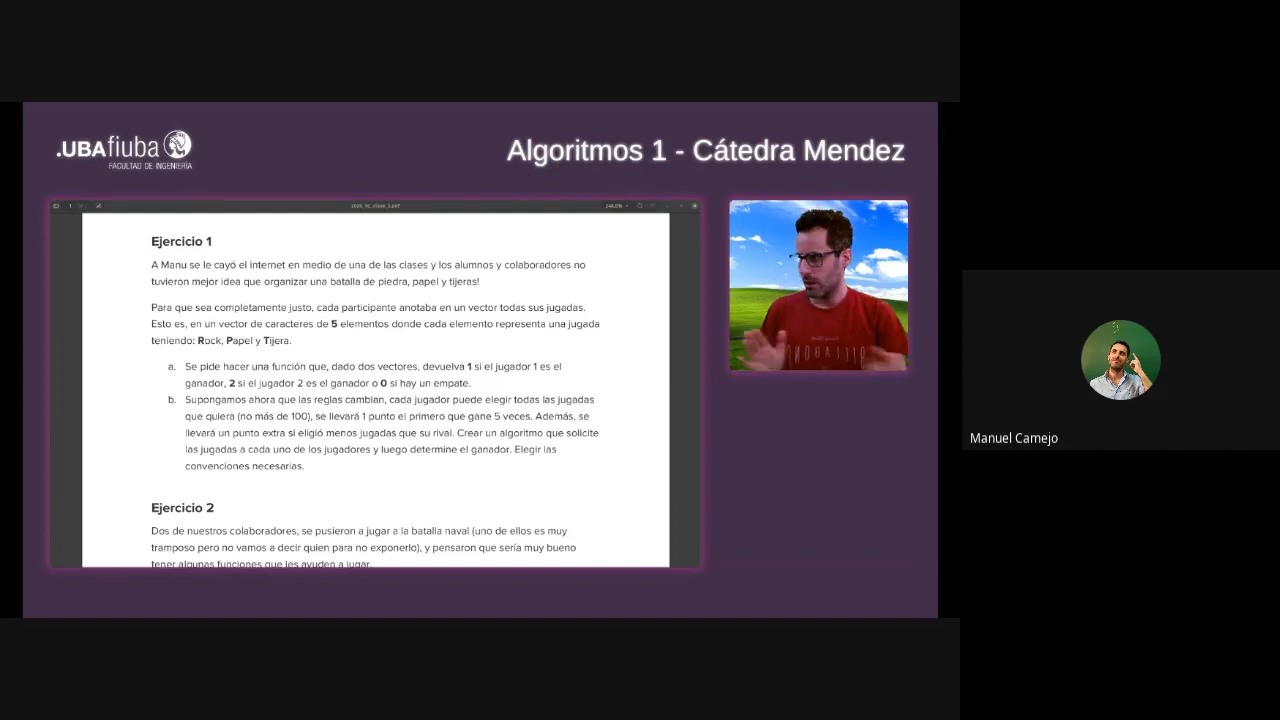 .UBAfiuba
FACULTAD DE INGENIERÍA
Algoritmos 1 - Cátedra Mendez
Ejercicio 1
A Manu se le cayó el internet en medio de una de las clases y los alumnos y colaboradores no
tuvieron mejor idea que organizar una batalla de piedra, papel y tijeras!
Para que sea completamente justo, cada participante anotaba en un vector todas sus jugadas.
Esto es, en un vector de caracteres de 5 elementos donde cada elemento representa una jugada
teniendo: Rock, Papel y Tijera.
a. Se pide hacer una función que, dado dos vectores, devuelva 1 si el jugador 1 es el
ganador, 2 si el jugador 2 es el ganador o 0 si hay un empate.
b. Supongamos ahora que las reglas cambian, cada jugador puede elegir todas las jugadas
que quiera (no más de 100), se llevará 1 punto el primero que gane 5 veces. Además, se
llevará un punto extra si eligió menos jugadas que su rival. Crear un algoritmo que solicite
las jugadas a cada uno de los jugadores y luego determine el ganador. Elegir las
convenciones necesarias.
Ejercicio 2
Dos de nuestros colaboradores, se pusieron a jugar a la batalla naval (uno de ellos es muy
tramposo pero no vamos a decir quien para no exponerlo), y pensaron que sería muy bueno
tener algunas funciones que les ayuden a jugar.
Manuel Camejo